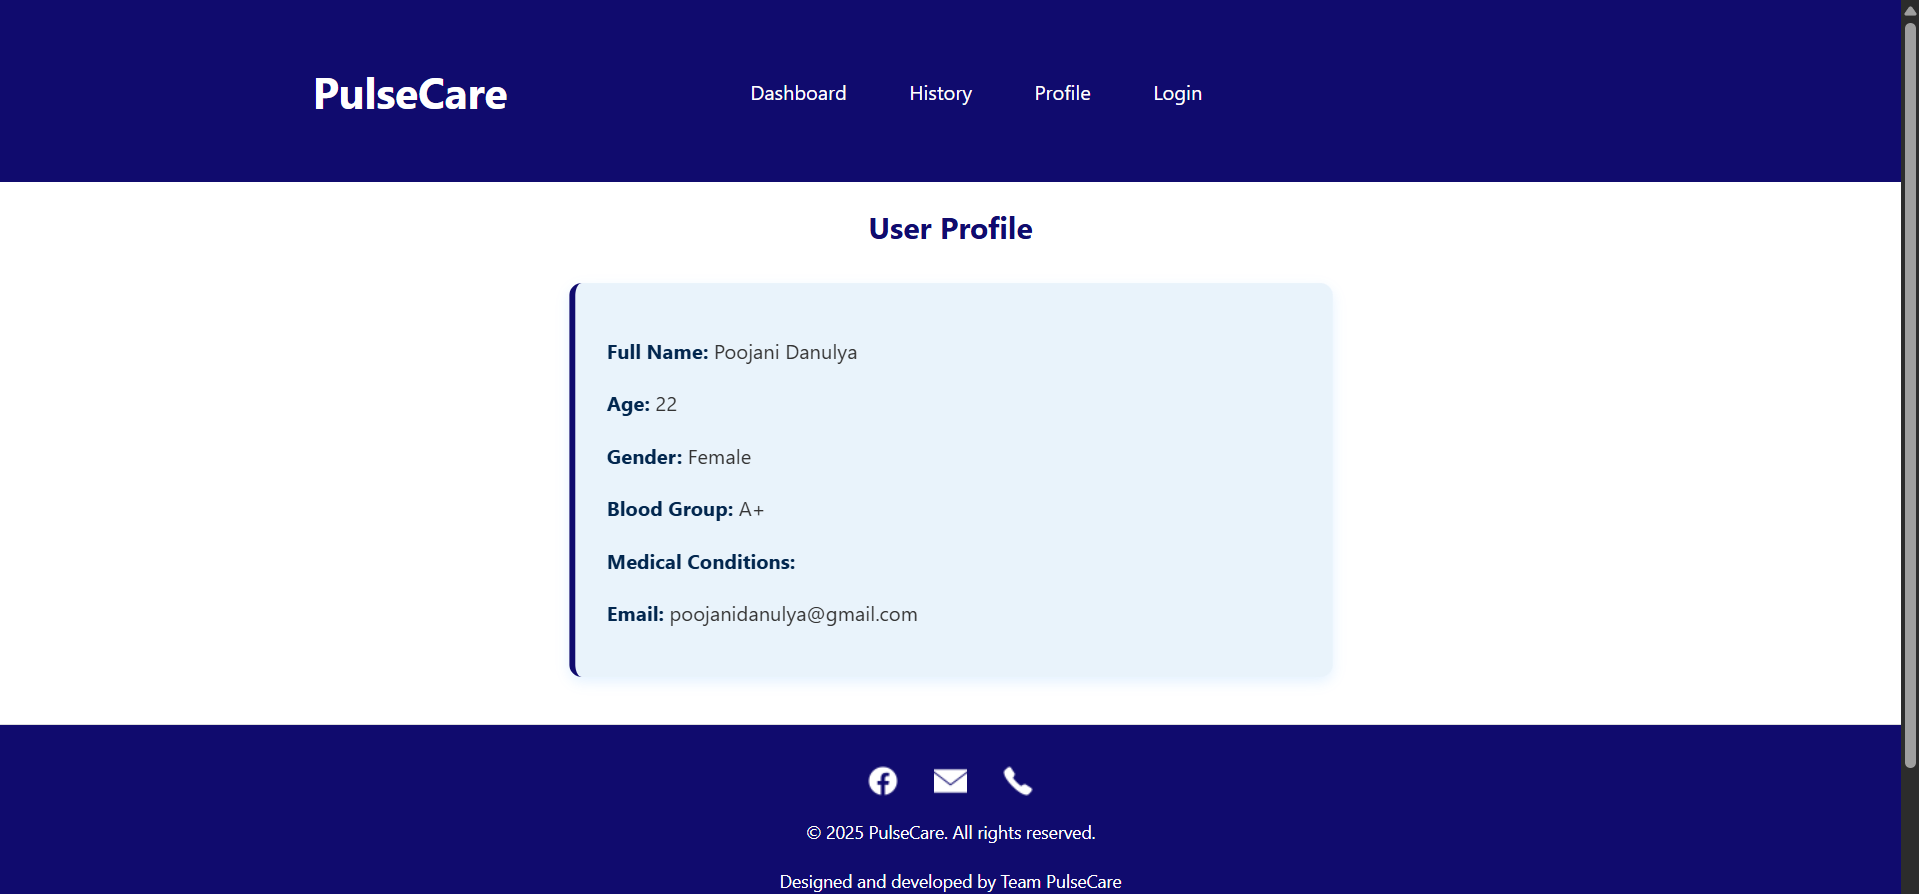 PulseCare
Dashboard History Profile Login
User Profile
Full Name: Poojani Danulya
Age: 22
Gender: Female
Blood Group: A+
Medical Conditions:
Email: poojanidanulya@gmail.com
© 2025 PulseCare. All rights reserved.
Designed and developed by Team PulseCare